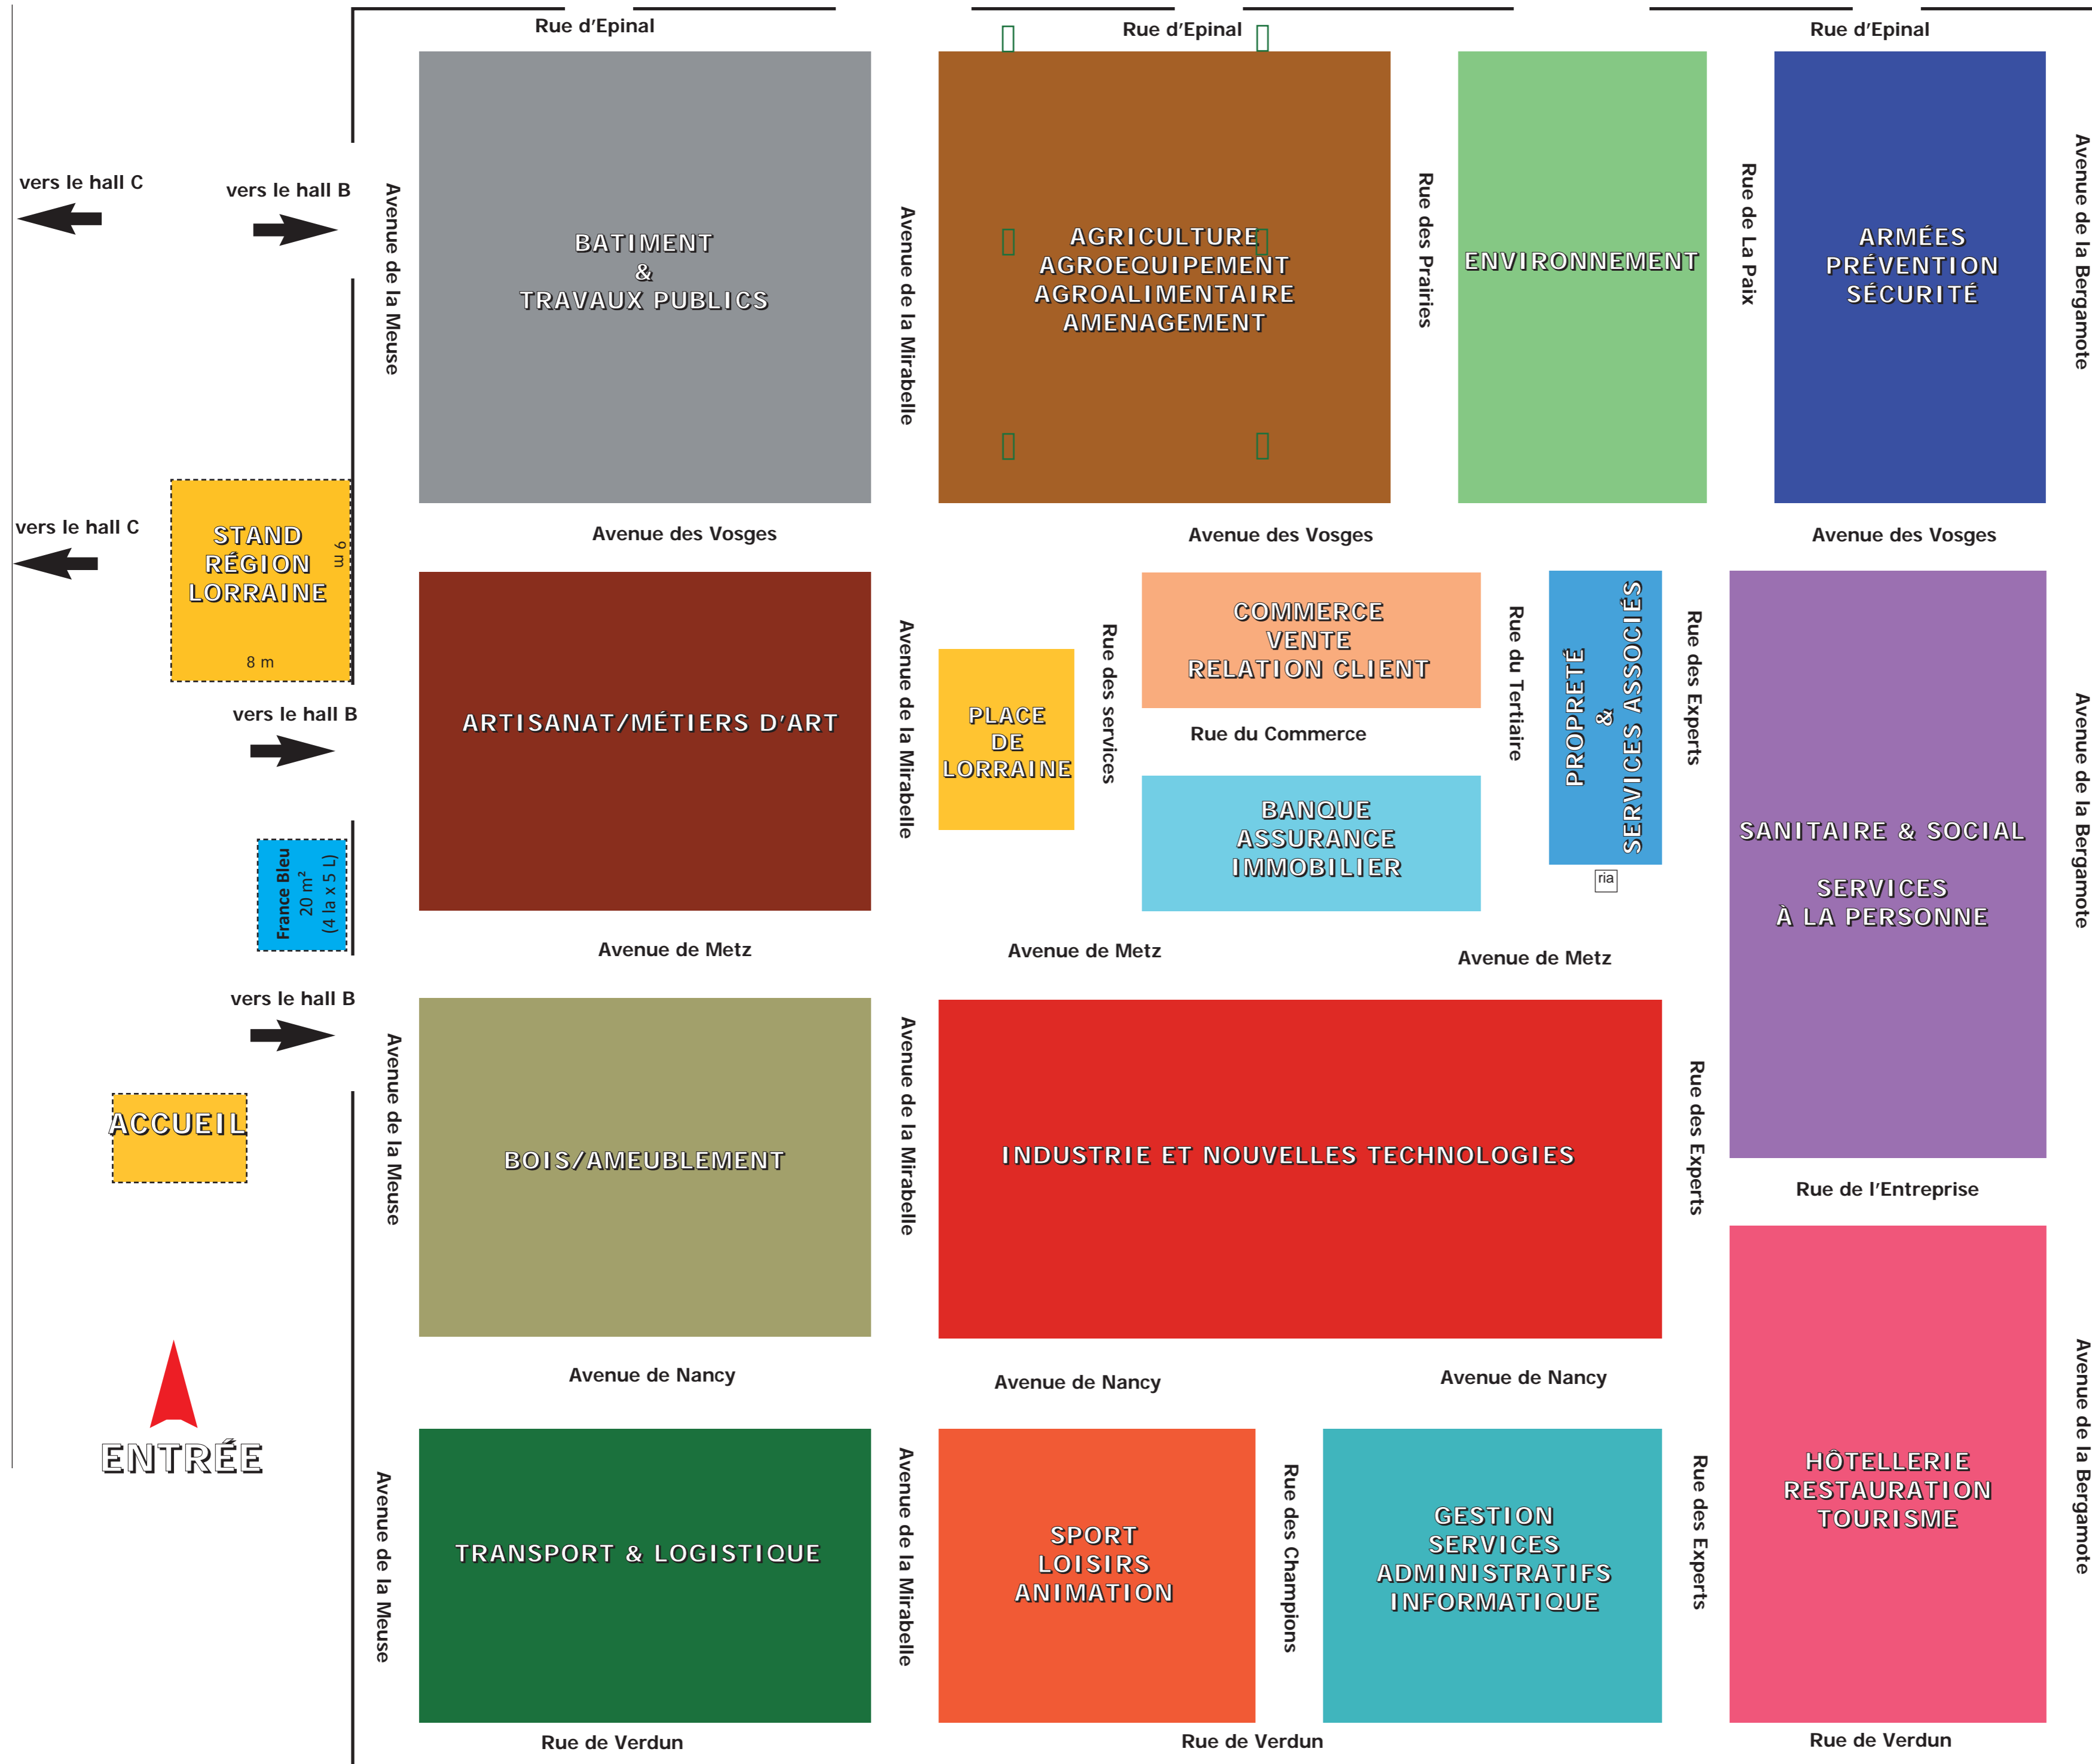 Rue d'Epinal
Rue d'Epinal
Rue d'Epinal
vers le hall C
vers le hall B
Avenue de la Meuse
BATIMENT
&
TRAVAUX PUBLICS
Avenue de la Mirabelle
AGRICULTURE
AGROEQUIPEMENT
AGROALIMENTAIRE
AMENAGEMENT
Rue des Prairies
ENVIRONNEMENT
Rue de La Paix
ARMÉES
PRÉVENTION
SÉCURITÉ
Avenue de la Bergamote
vers le hall C
STAND
RÉGION
LORRAINE
9 m
8 m
Avenue des Vosges
Avenue des Vosges
Avenue des Vosges
vers le hall B
ARTISANAT/MÉTIERS D'ART
Avenue de la Mirabelle
PLACE
DE
LORRAINE
Rue des services
COMMERCE
VENTE
RELATION CLIENT
Rue du Commerce
BANQUE
ASSURANCE
IMMOBILIER
Rue du Tertiaire
PROPRETÉ
&
SERVICES ASSOCIÉS
ria
Rue des Experts
SANITAIRE & SOCIAL
SERVICES
À LA PERSONNE
Avenue de la Bergamote
France Bleu
20 m²
(4 la x 5 L)
Avenue de Metz
Avenue de Metz
Avenue de Metz
vers le hall B
ACCUEIL
Avenue de la Meuse
BOIS/AMEUBLEMENT
Avenue de la Mirabelle
INDUSTRIE ET NOUVELLES TECHNOLOGIES
Rue des Experts
Rue de l'Entreprise
ENTRÉE
Avenue de Nancy
Avenue de Nancy
Avenue de Nancy
Avenue de la Meuse
TRANSPORT & LOGISTIQUE
Avenue de la Mirabelle
SPORT
LOISIRS
ANIMATION
Rue des Champions
GESTION
SERVICES
ADMINISTRATIFS
INFORMATIQUE
Rue des Experts
HÔTELLERIE
RESTAURATION
TOURISME
Avenue de la Bergamote
Rue de Verdun
Rue de Verdun
Rue de Verdun